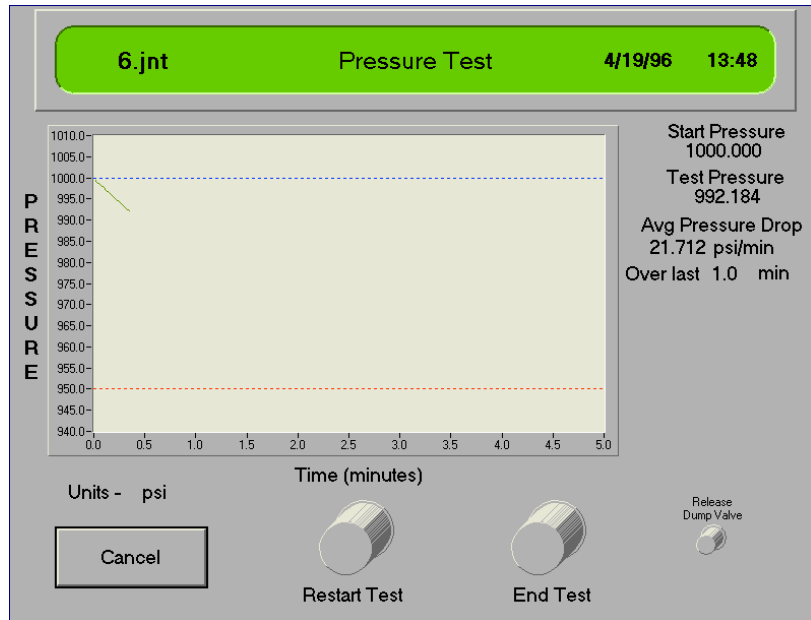 6.jnt Pressure Test 4/19/96 13:48
Start Pressure
1000.000
Test Pressure
992.184
Avg Pressure Drop
21.712 psi/min
Over last 1.0 min
PRESSURE
1010.0
1005.0
1000.0
995.0
990.0
985.0
980.0
975.0
970.0
965.0
960.0
955.0
950.0
945.0
940.0
0.0 0.5 1.0 1.5 2.0 2.5 3.0 3.5 4.0 4.5 5.0
Time (minutes)
Units - psi
Cancel
Restart Test
End Test
Release
Dump Valve